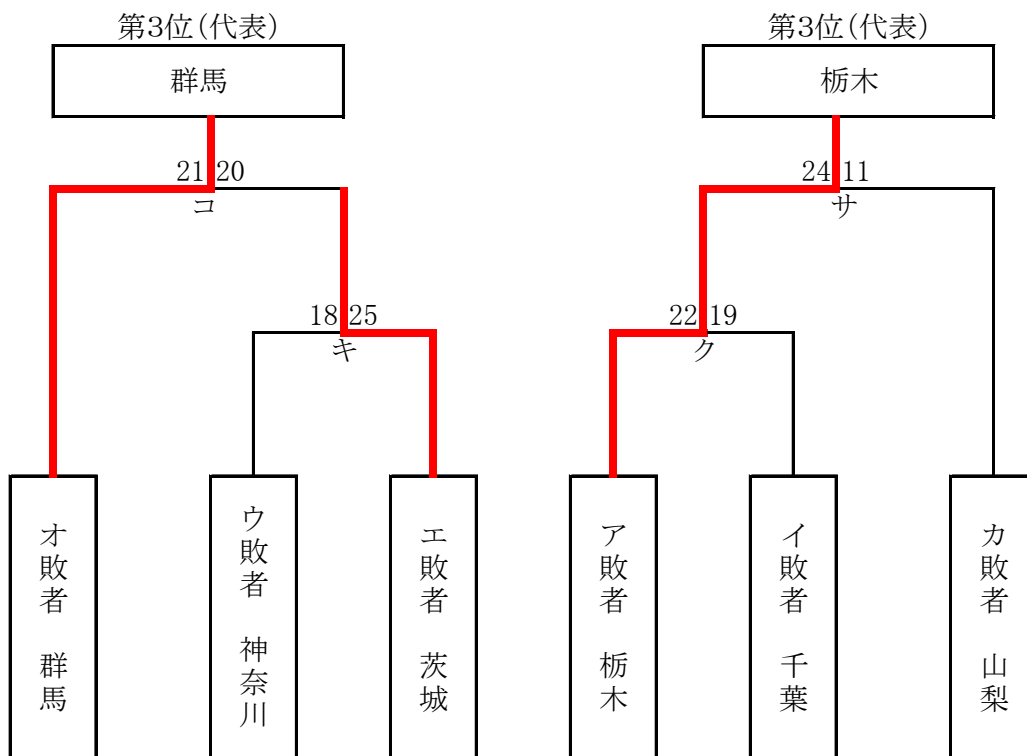 第3位(代表)
第3位(代表)
群馬
栃木
21 20
コ
24 11
サ
18 25
キ
22 19
ク
オ敗者 群馬
ウ敗者 神奈川
エ敗者 茨城
ア敗者 栃木
イ敗者 千葉
カ敗者 山梨